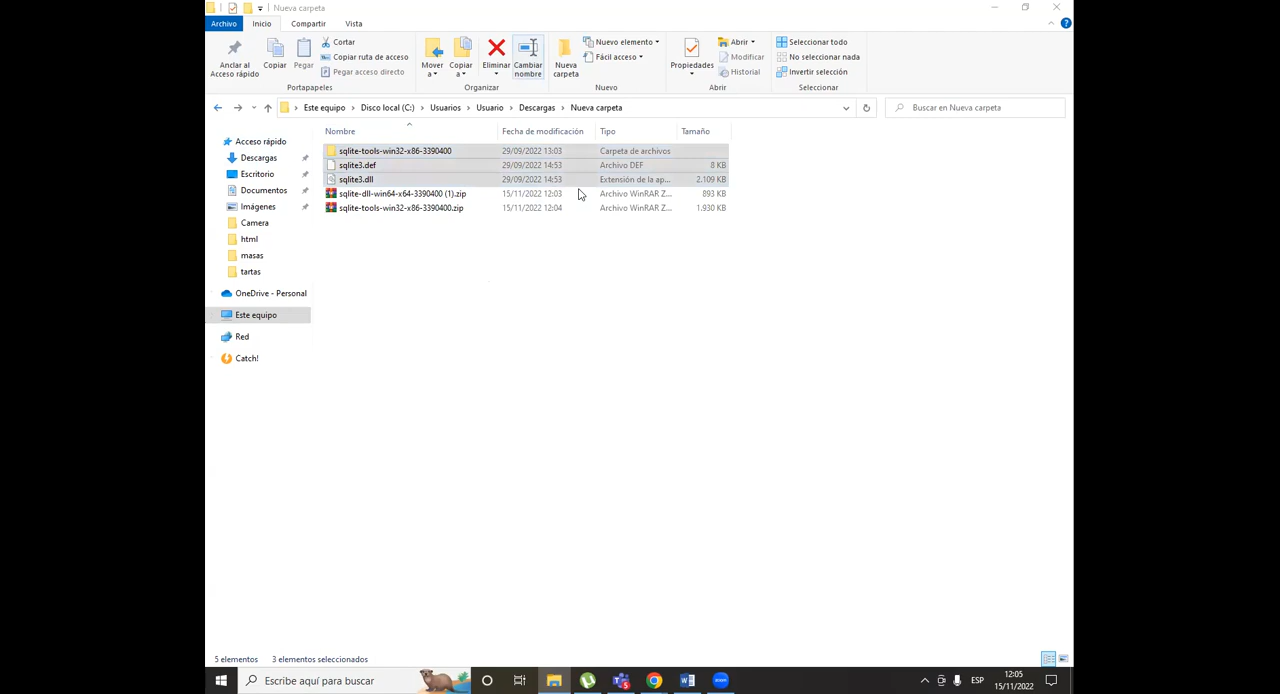 Nueva carpeta
Archivo Inicio Compartir Vista
Anclar al Acceso rápido
Copiar
Pegar
Cortar
Copiar ruta de acceso
Pegar acceso directo
Portapapeles
Mover a
Copiar a
Eliminar
Cambiar nombre
Organizar
Nueva carpeta
Nuevo elemento
Fácil acceso
Nuevo
Propiedades
Abrir
Modificar
Historial
Abrir
Seleccionar todo
No seleccionar nada
Invertir selección
Seleccionar
Este equipo > Disco local (C:) > Usuarios > Usuario > Descargas > Nueva carpeta
Buscar en Nueva carpeta
Acceso rápido
Descargas
Escritorio
Documentos
Imágenes
Camera
html
masas
tartas
OneDrive - Personal
Este equipo
Red
Catch!
Nombre Fecha de modificación Tipo Tamaño
sqlite-tools-win32-x86-3390400 29/09/2022 13:03 Carpeta de archivos
sqlite3.def 29/09/2022 14:53 Archivo DEF 8 KB
sqlite3.dll 29/09/2022 14:53 Extensión de la ap... 2.109 KB
sqlite-dll-win64-x64-3390400 (1).zip 15/11/2022 12:03 Archivo WinRAR Z... 893 KB
sqlite-tools-win32-x86-3390400.zip 15/11/2022 12:04 Archivo WinRAR Z... 1.930 KB
5 elementos 3 elementos seleccionados
Escribe aquí para buscar
ESP
12:05
15/11/2022